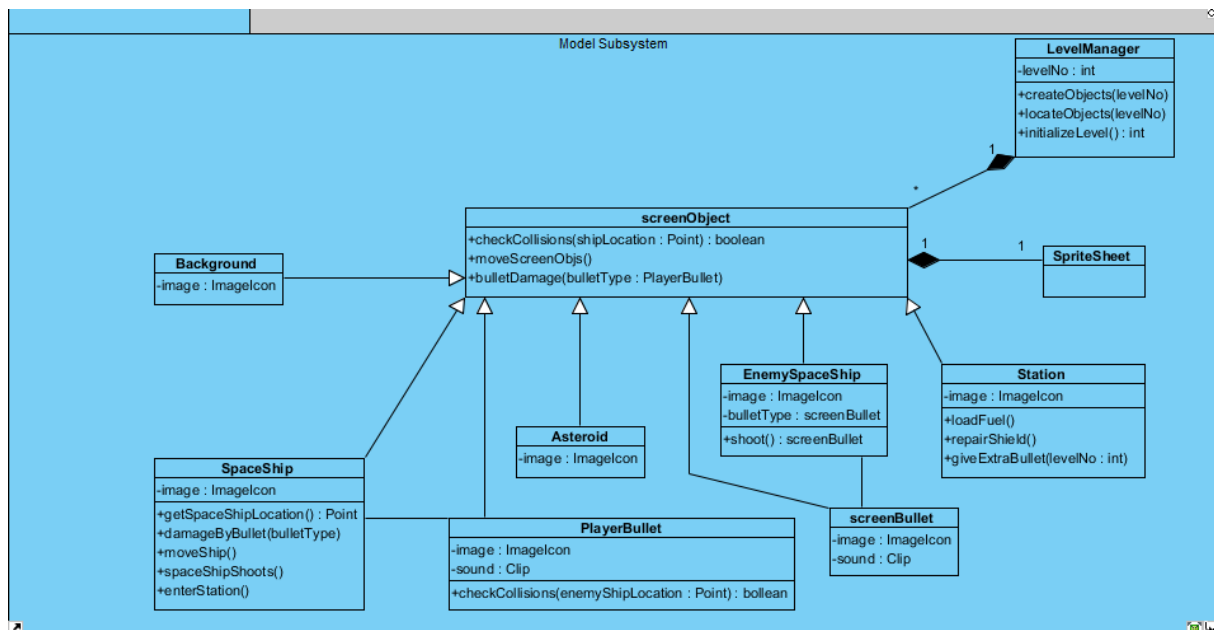 Model Subsystem
LevelManager
-levelNo : int
+createObjects(levelNo)
+locateObjects(levelNo)
+initializeLevel() : int
1
*
screenObject
+checkCollisions(shipLocation : Point) : boolean
+moveScreenObjs()
+bulletDamage(bulletType : PlayerBullet)
1
1
SpriteSheet
Background
-image : ImageIcon
EnemySpaceShip
-image : ImageIcon
-bulletType : screenBullet
+shoot() : screenBullet
Station
-image : ImageIcon
+loadFuel()
+repairShield()
+giveExtraBullet(levelNo : int)
Asteroid
-image : ImageIcon
SpaceShip
-image : ImageIcon
+getSpaceShipLocation() : Point
+damageByBullet(bulletType)
+moveShip()
+spaceShipShoots()
+enterStation()
PlayerBullet
-image : ImageIcon
-sound : Clip
+checkCollisions(enemyShipLocation : Point) : bollean
screenBullet
-image : ImageIcon
-sound : Clip